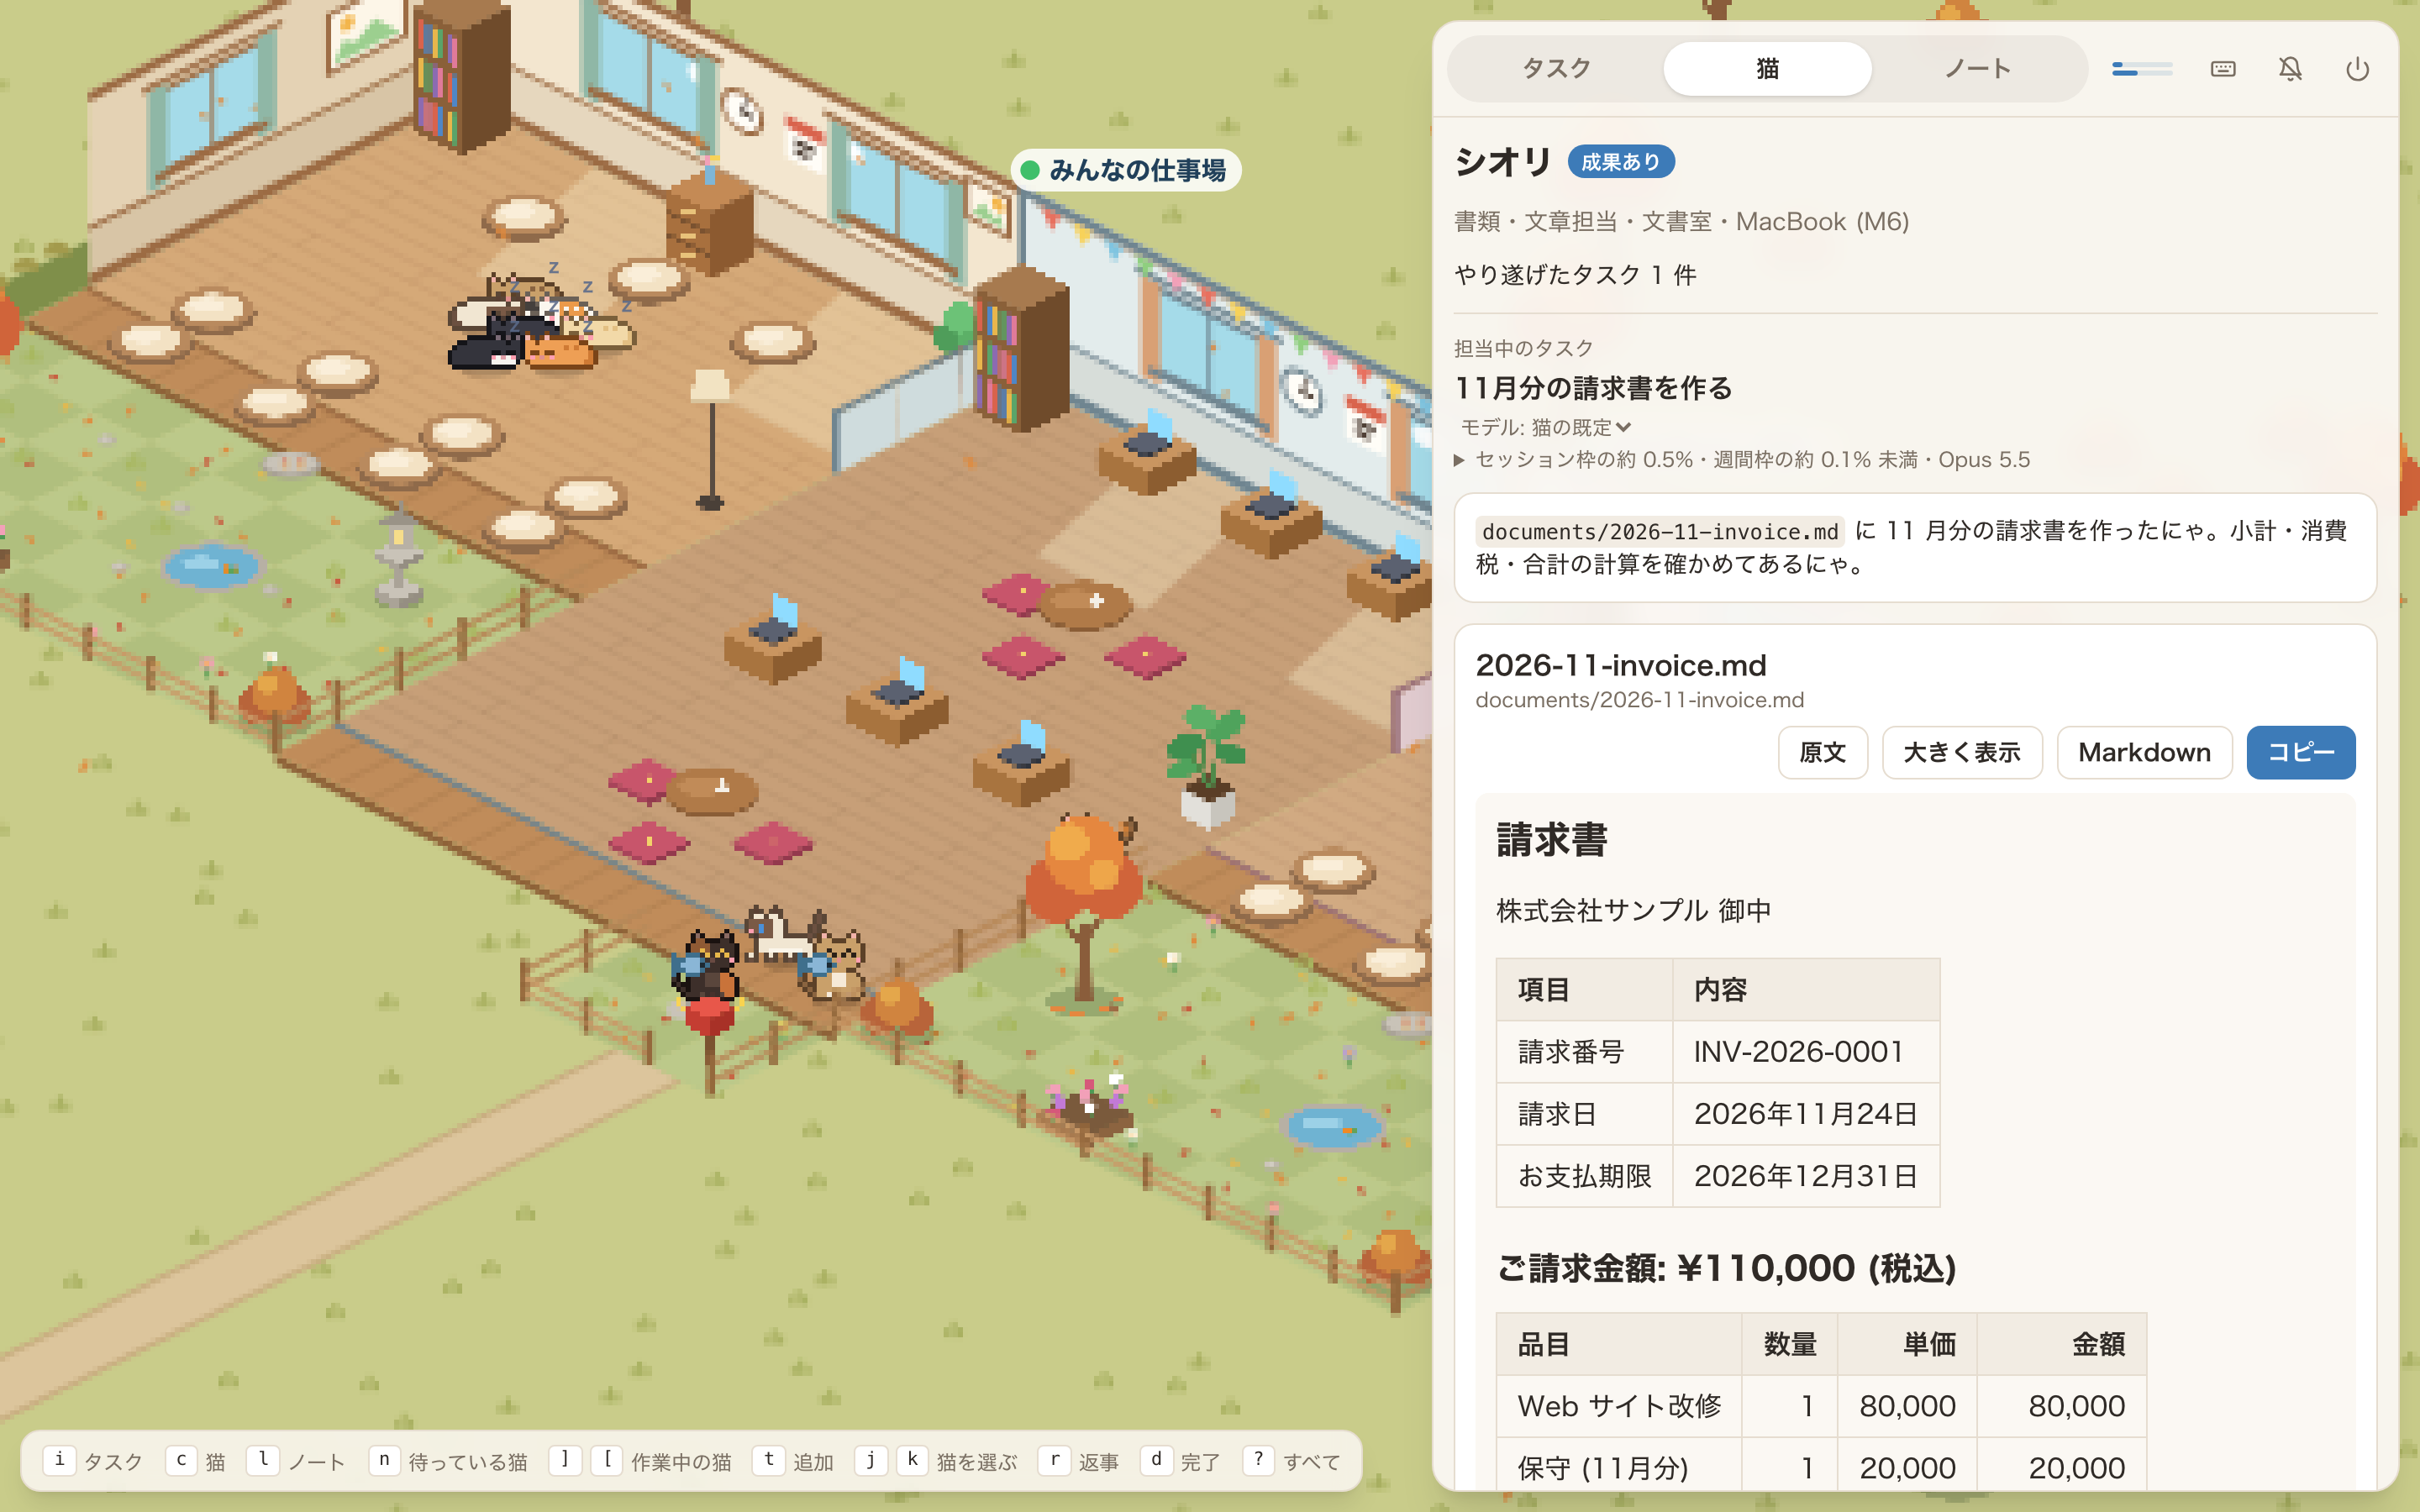 みんなの仕事場
タスク
猫
ノート
シオリ 成果あり
書類・文章担当・文書室・MacBook (M6)
やり遂げたタスク 1 件
担当中のタスク
11月分の請求書を作る
モデル: 猫の既定
セッション枠の約 0.5%・週間枠の約 0.1% 未満・Opus 5.5
documents/2026-11-invoice.md に 11 月分の請求書を作ったにゃ。小計・消費
税・合計の計算を確かめてあるにゃ。
2026-11-invoice.md
documents/2026-11-invoice.md
原文 大きく表示 Markdown コピー
請求書
株式会社サンプル 御中
項目 内容
請求番号 INV-2026-0001
請求日 2026年11月24日
お支払期限 2026年12月31日
ご請求金額: ¥110,000 (税込)
品目 数量 単価 金額
Web サイト改修 1 80,000 80,000
保守 (11月分) 1 20,000 20,000
i タスク c 猫 l ノート n 待っている猫 ] [ 作業中の猫 t 追加 j k 猫を選ぶ r 返事 d 完了 ? すべて
z
z
z
z
z
z
z